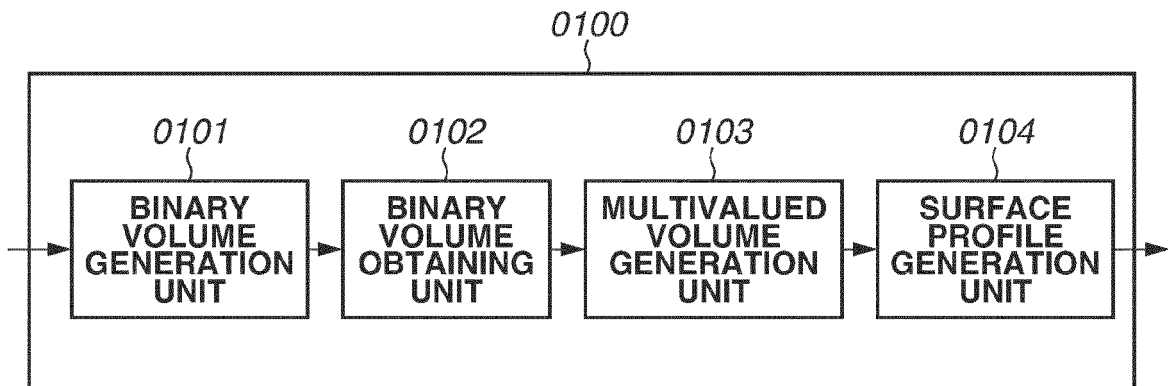 0100
0101
0102
0103
0104
BINARY
VOLUME
GENERATION
UNIT
BINARY
VOLUME
OBTAINING
UNIT
MULTIVALUED
VOLUME
GENERATION
UNIT
SURFACE
PROFILE
GENERATION
UNIT